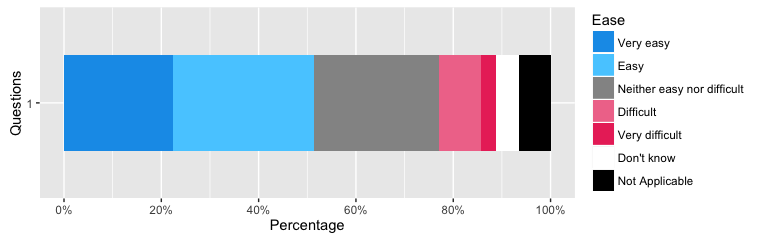 Ease
Very easy
Easy
Neither easy nor difficult
Difficult
Very difficult
Don't know
Not Applicable
Questions
1
0%
20%
40%
60%
80%
100%
Percentage